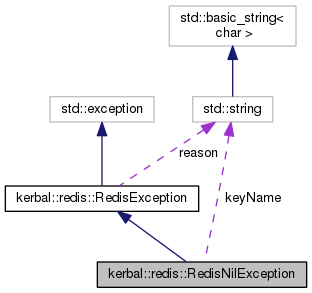 std::basic_string<
char >
std::exception
std::string
reason
kerbal::redis::RedisException
keyName
kerbal::redis::RedisNilException